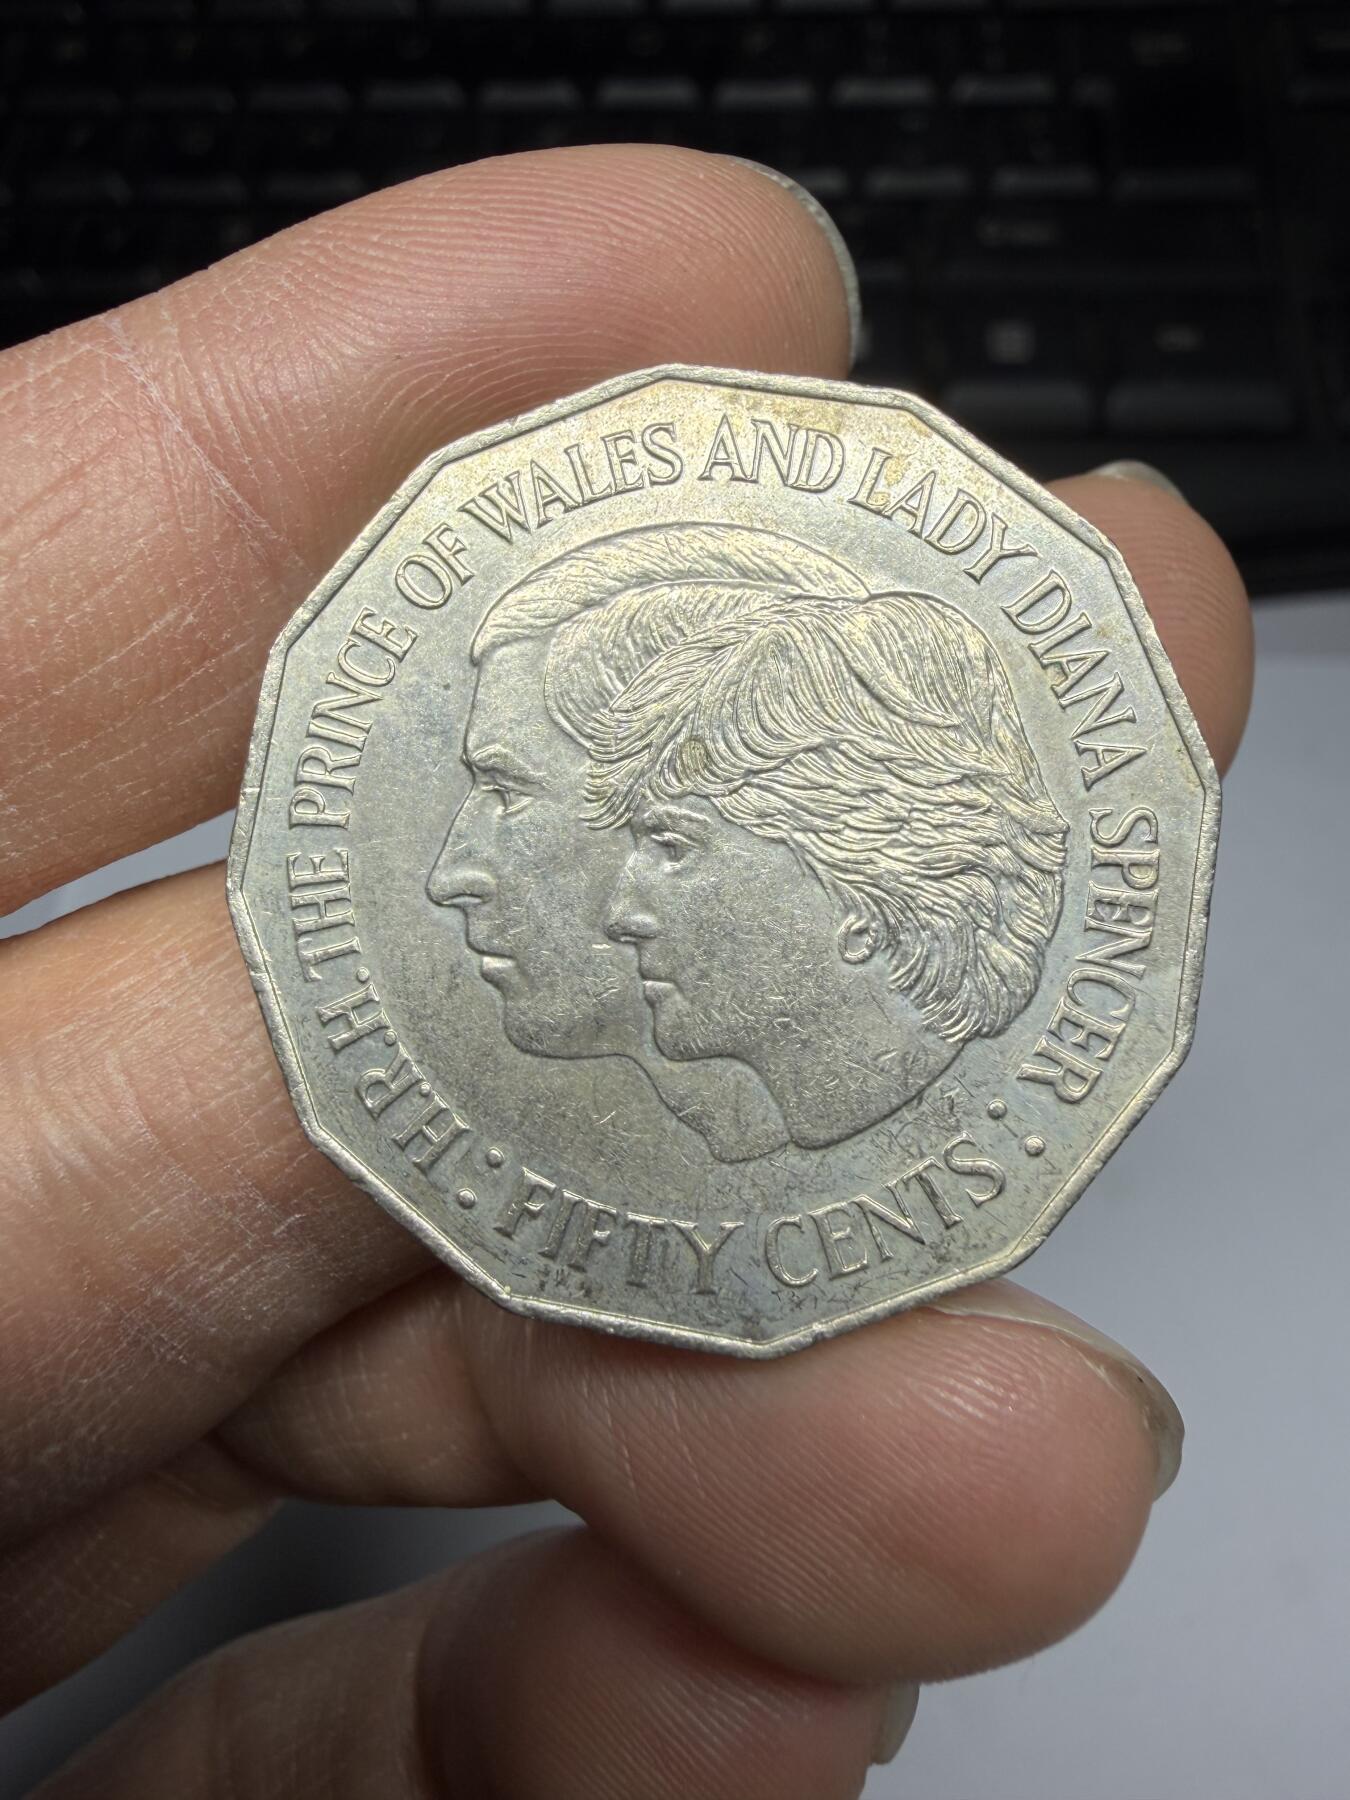 H.R.H. THE PRINCE OF WALES AND LADY DIANA SPENCER
FIFTY CENTS